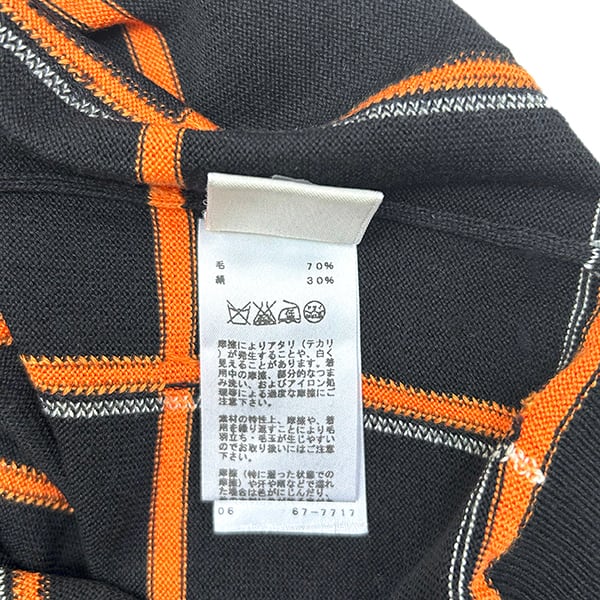 毛 70%
絹 30%
摩擦によりアタリ(テカリ
)が発生することや、白く
見えることがあります。着
用中の摩擦、部分的なつま
み洗い、およびアイロン処
理等による過度な摩擦にご
注意下さい。
素材の特性上、摩擦や、着
用を繰り返すことにより毛
羽立ち・毛玉が生じやすい
のでお取り扱いにはご注意
下さい。
摩擦(特に湿った状態での
摩擦)や汗や雨などで濡れ
た場合は色がにじんだり、
06 67-7717